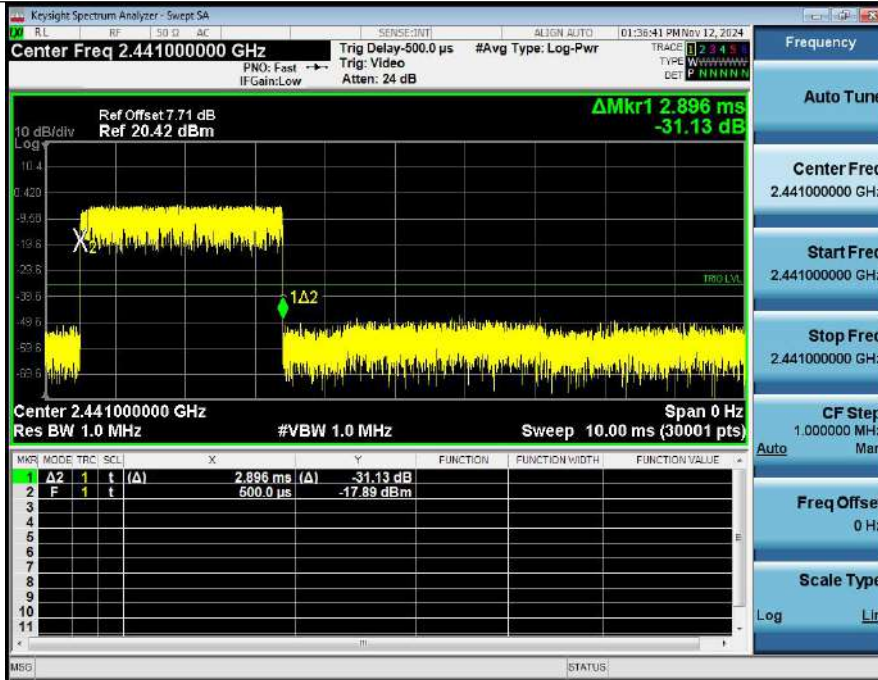 Keysight Spectrum Analyzer - Swept SA
RL RF 50 Ω AC SENSE:INT ALIGN AUTO 01:36:41 PM Nov 12, 2024
Center Freq 2.441000000 GHz
PNO: Fast
IFGain:Low
Trig Delay-500.0 µs
Trig: Video
Atten: 24 dB
#Avg Type: Log-Pwr
TRACE 1 2 3 4 5 6
TYPE WWWWWW
DET P N N N N N
ΔMkr1 2.896 ms
-31.13 dB
Ref Offset 7.71 dB
10 dB/div Ref 20.42 dBm
Log
10.4
0.420
-9.58
-19.6
-29.6
-39.6
-49.6
-59.6
-69.6
X2
1Δ2
TRIG LVL
Center 2.441000000 GHz Span 0 Hz
Res BW 1.0 MHz #VBW 1.0 MHz Sweep 10.00 ms (30001 pts)
MKR MODE TRC SCL X Y FUNCTION FUNCTION WIDTH FUNCTION VALUE
1 Δ2 1 t (Δ) 2.896 ms (Δ) -31.13 dB
2 F 1 t 500.0 µs -17.89 dBm
3
4
5
6
7
8
9
10
11
MSG STATUS
Frequency
Auto Tune
Center Freq
2.441000000 GHz
Start Freq
2.441000000 GHz
Stop Freq
2.441000000 GHz
CF Step
1.000000 MHz
Auto Man
Freq Offset
0 Hz
Scale Type
Log Lin